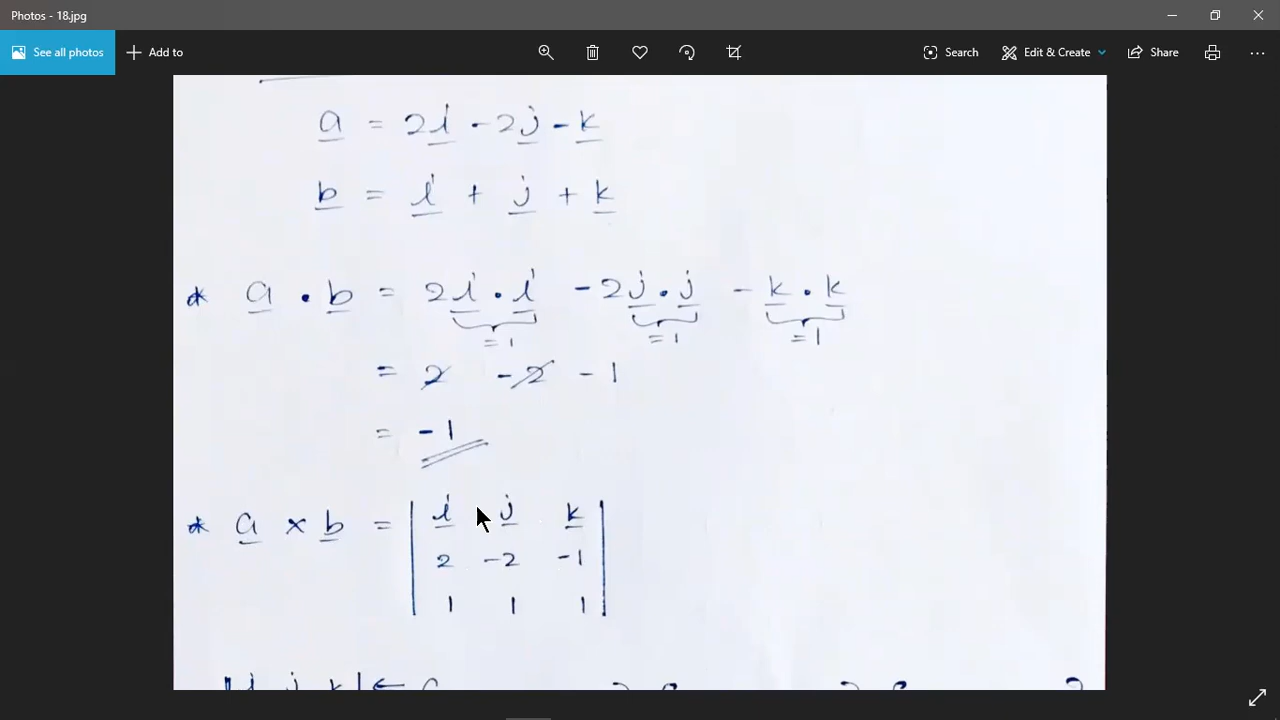 Photos - 18.jpg
See all photos
Add to
Search
Edit & Create
Share
a = 2i - 2j - k
b = i + j + k
* a . b = 2i . i - 2j . j - k . k
= 1 = 1 = 1
= 2 - 2 - 1
= -1
* a × b = | i j k |
2 -2 -1
1 1 1